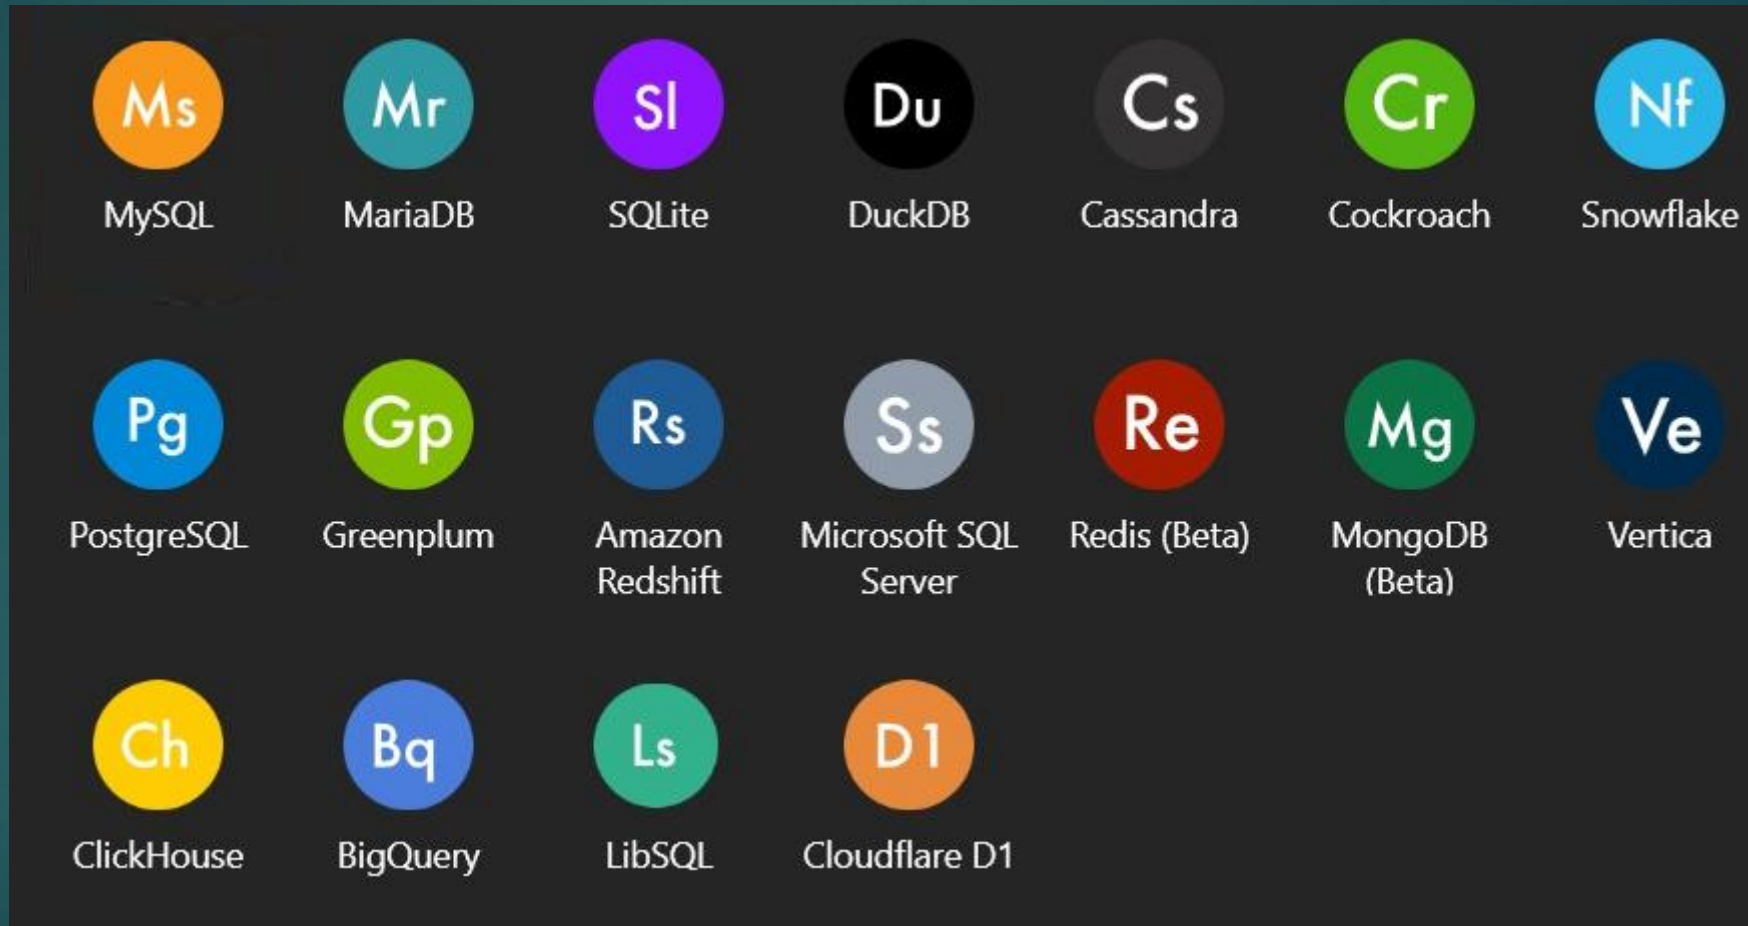 Ms Mr Sl Du Cs Cr Nf
MySQL MariaDB SQLite DuckDB Cassandra Cockroach Snowflake
Pg Gp Rs Ss Re Mg Ve
PostgreSQL Greenplum Amazon Microsoft SQL Redis (Beta) MongoDB Vertica
Redshift Server (Beta)
Ch Bq Ls D1
ClickHouse BigQuery LibSQL Cloudflare D1